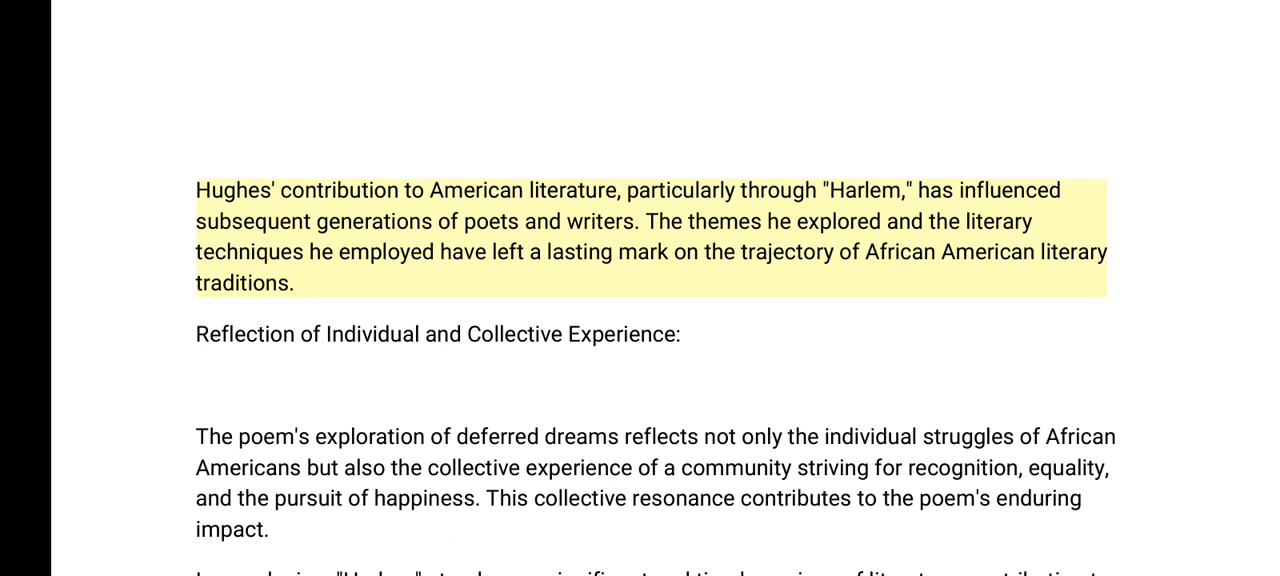 Hughes' contribution to American literature, particularly through "Harlem," has influenced
subsequent generations of poets and writers. The themes he explored and the literary
techniques he employed have left a lasting mark on the trajectory of African American literary
traditions.
Reflection of Individual and Collective Experience:
The poem's exploration of deferred dreams reflects not only the individual struggles of African
Americans but also the collective experience of a community striving for recognition, equality,
and the pursuit of happiness. This collective resonance contributes to the poem's enduring
impact.